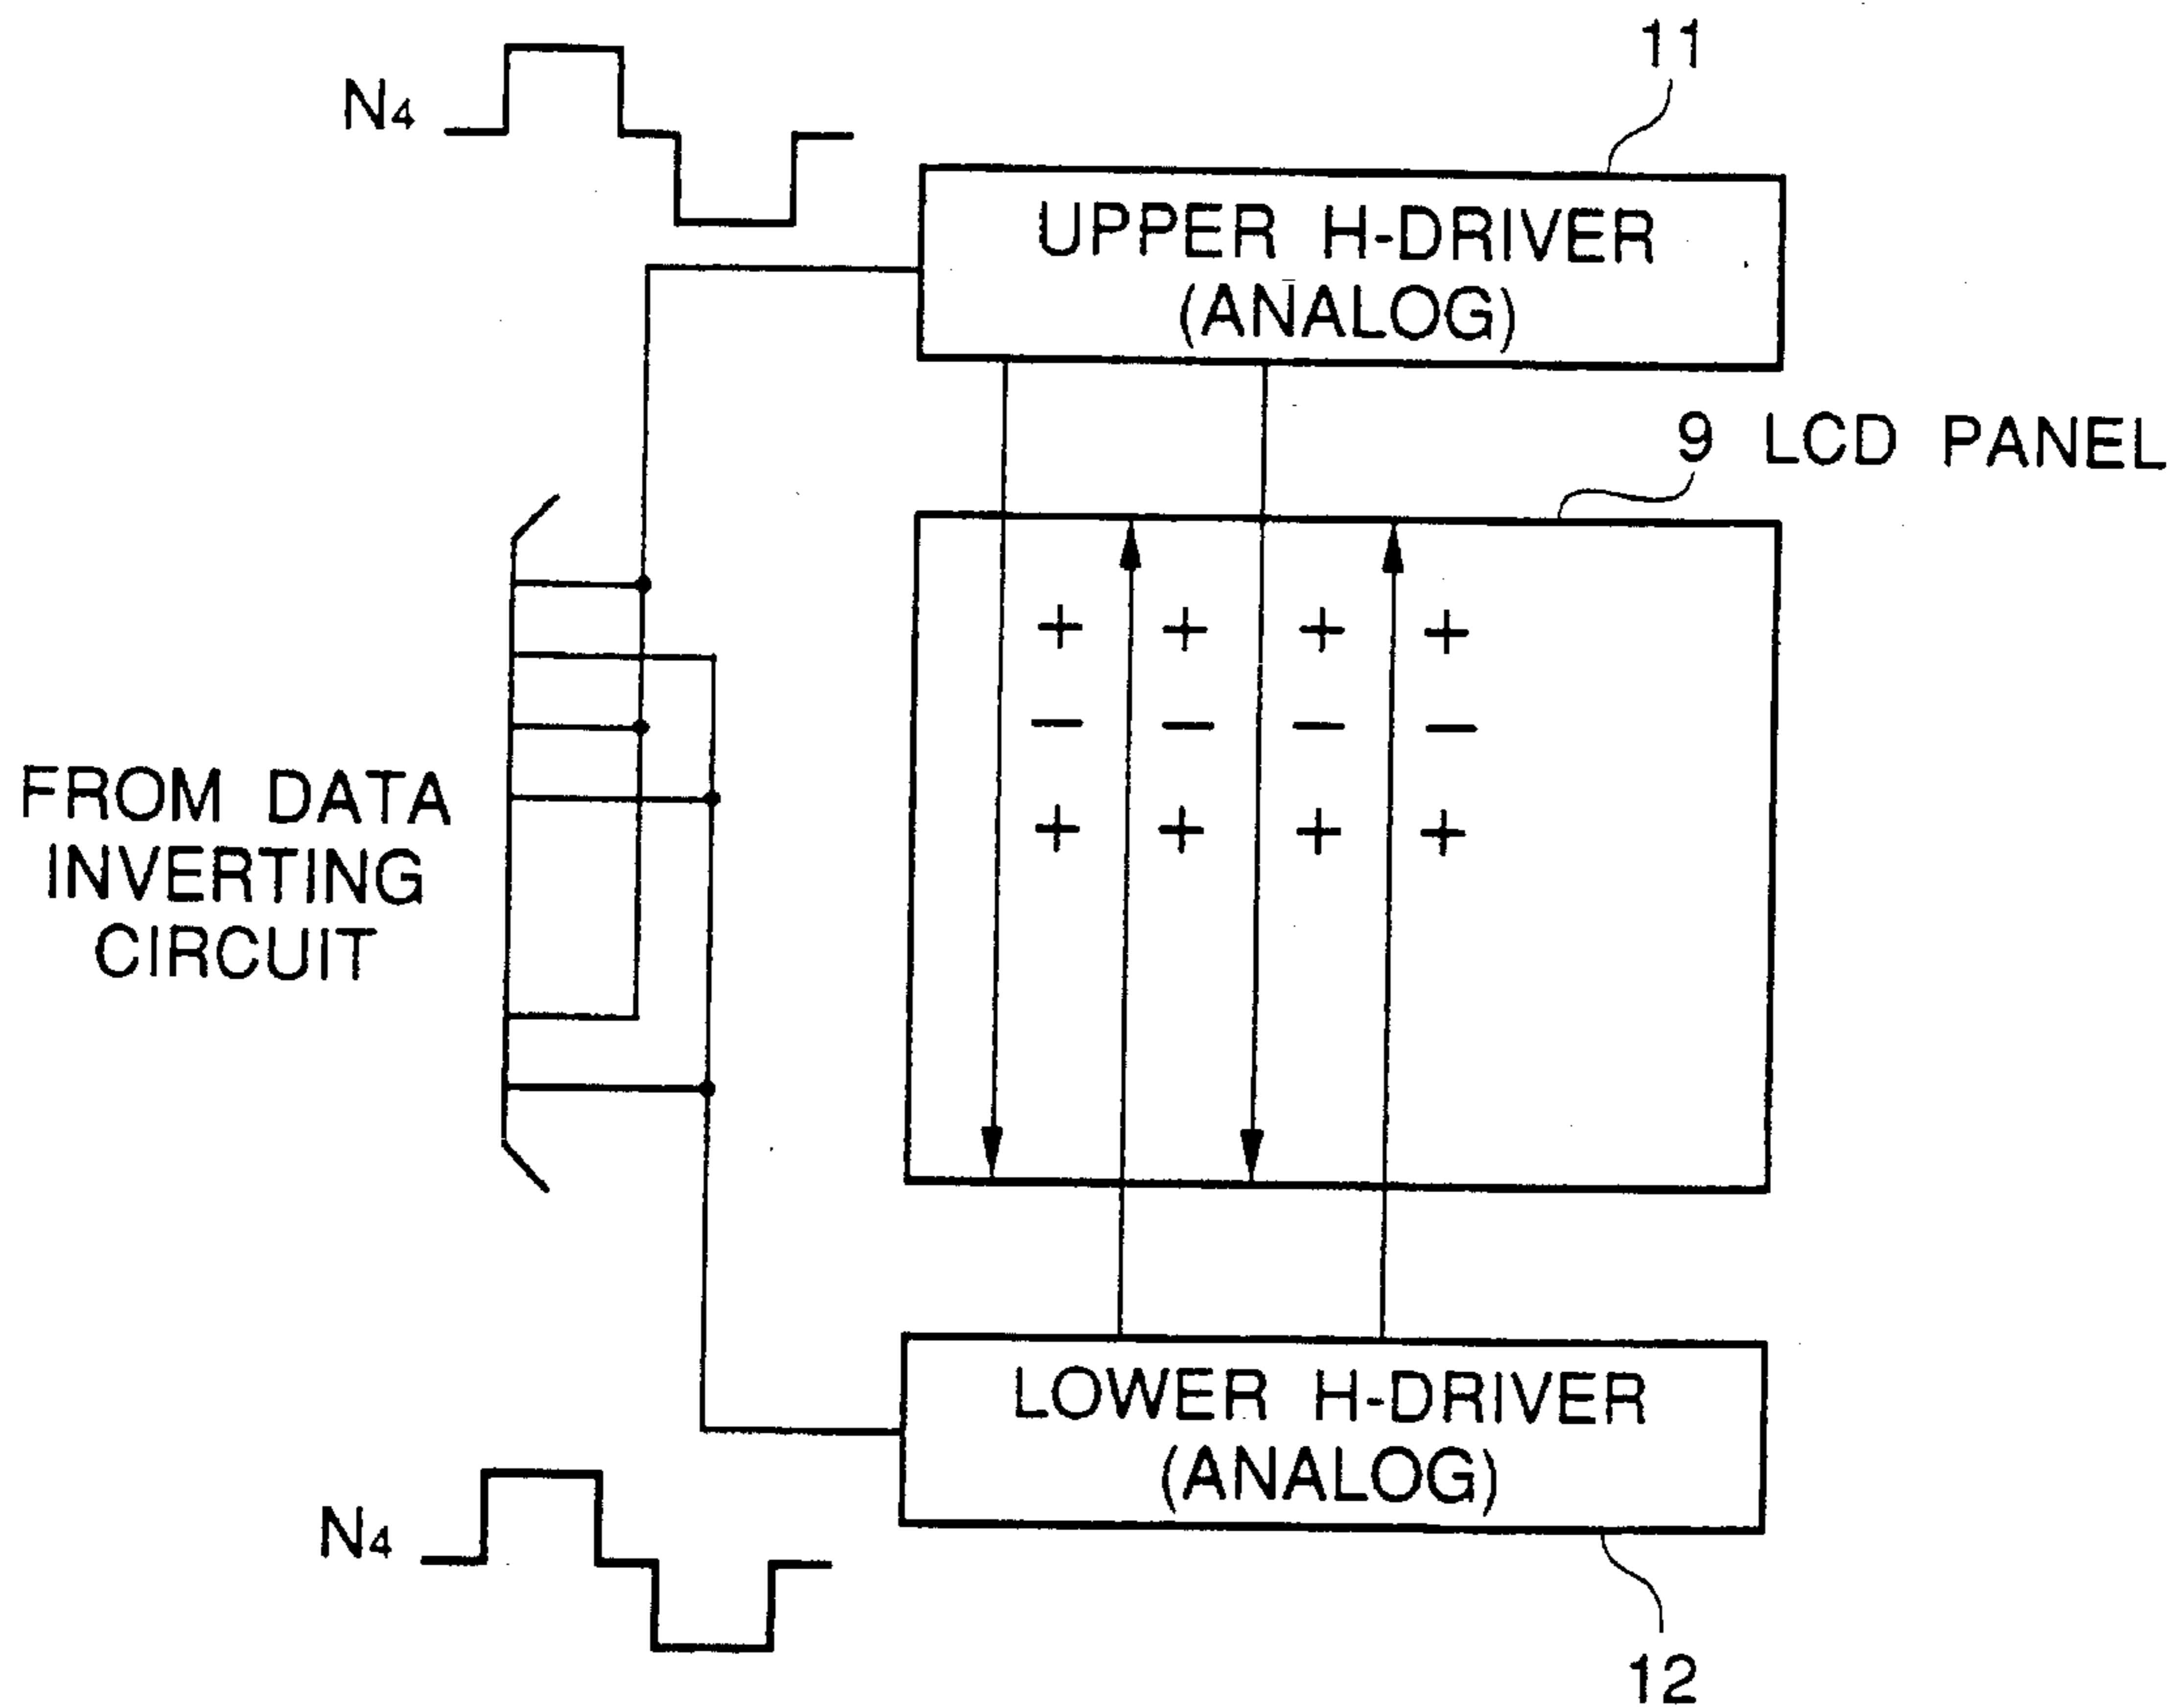 11
N4
UPPER H-DRIVER
(ANALOG)
9 LCD PANEL
+ + + +
− − − −
+ + + +
FROM DATA
INVERTING
CIRCUIT
LOWER H-DRIVER
(ANALOG)
N4
12